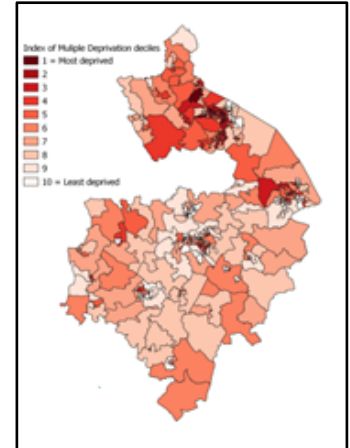 Index of Muliple Deprivation deciles
1 = Most deprived
2
3
4
5
6
7
8
9
10 = Least deprived